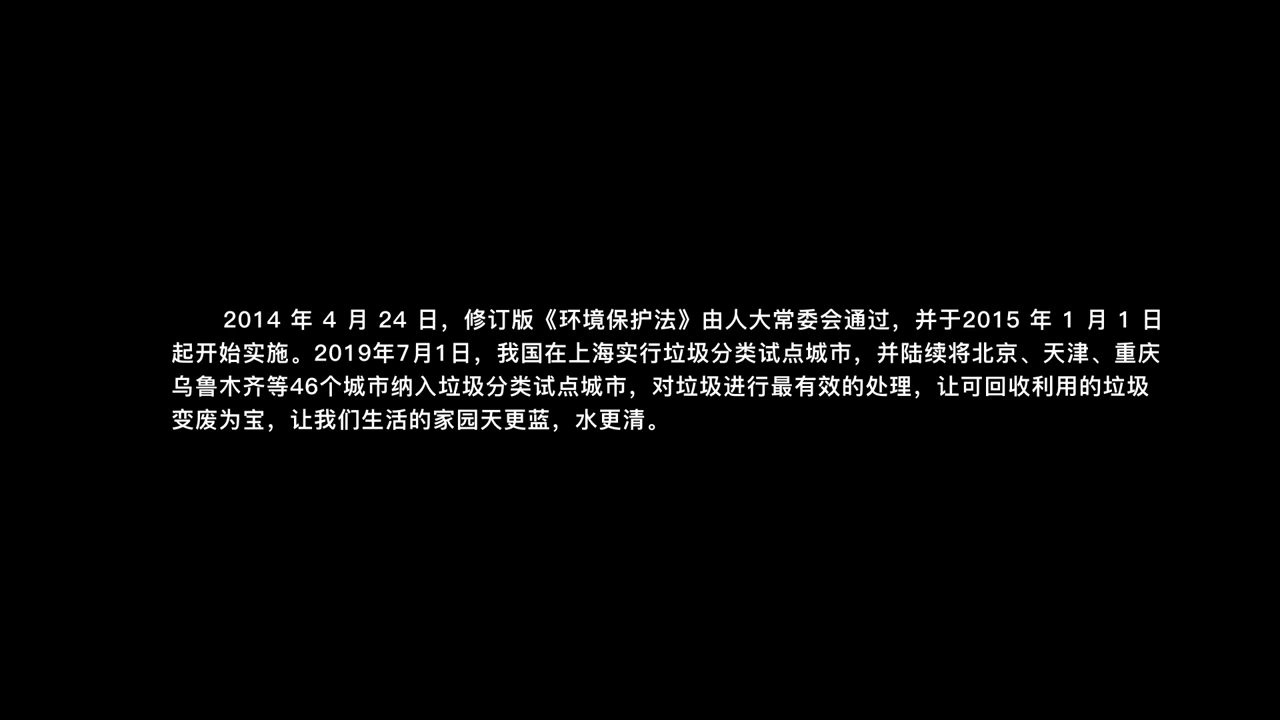 2014 年 4 月 24 日，修订版《环境保护法》由人大常委会通过，并于2015 年 1 月 1 日
起开始实施。2019年7月1日，我国在上海实行垃圾分类试点城市，并陆续将北京、天津、重庆
乌鲁木齐等46个城市纳入垃圾分类试点城市，对垃圾进行最有效的处理，让可回收利用的垃圾
变废为宝，让我们生活的家园天更蓝，水更清。